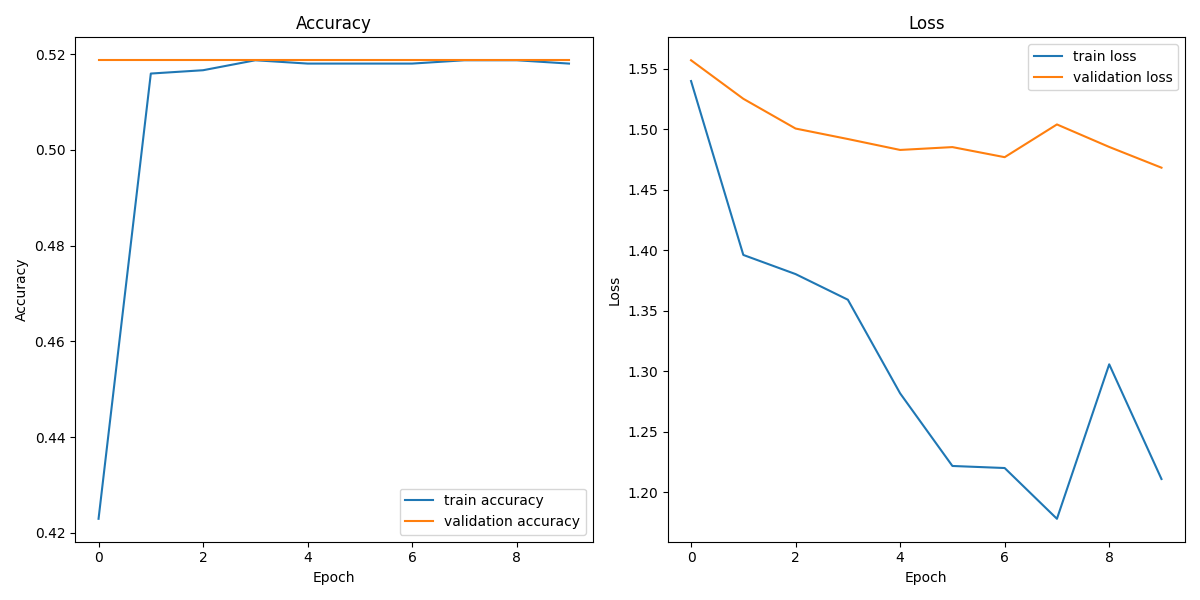 Accuracy
0.52
0.50
0.48
0.46
0.44
0.42
Accuracy
0
2
4
6
8
Epoch
train accuracy
validation accuracy
Loss
1.55
1.50
1.45
1.40
1.35
1.30
1.25
1.20
Loss
0
2
4
6
8
Epoch
train loss
validation loss